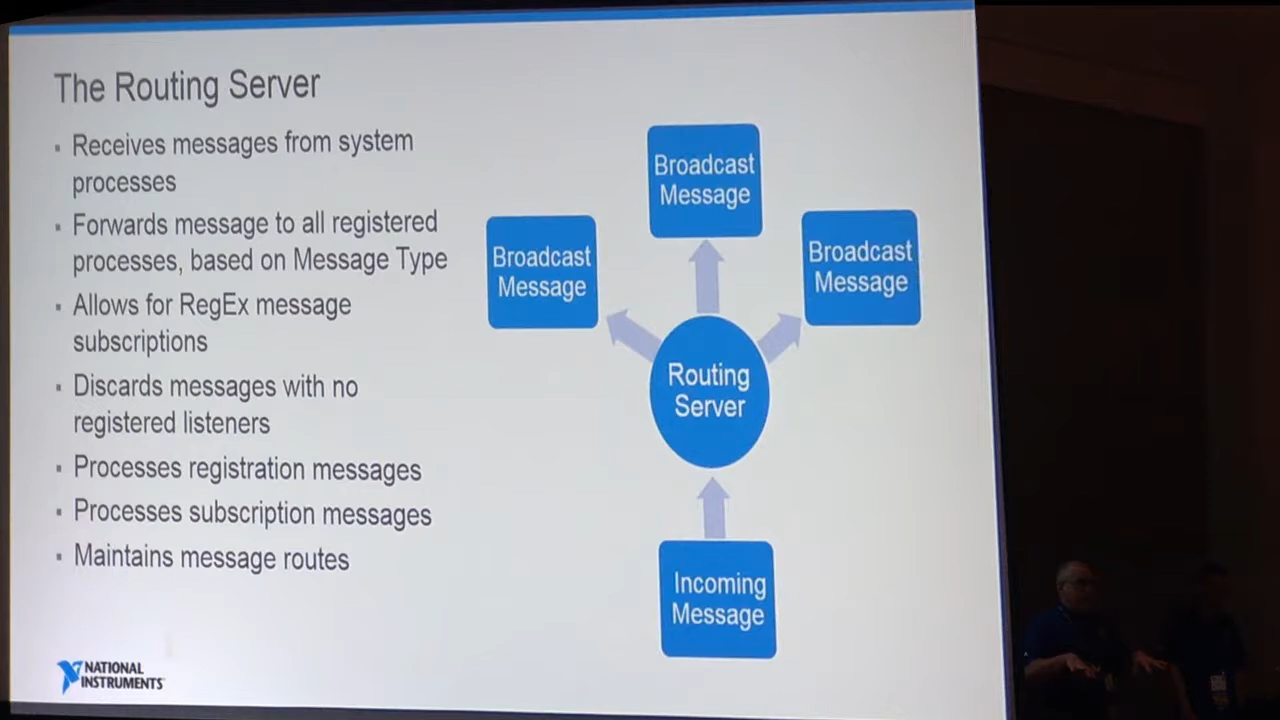 The Routing Server
▪ Receives messages from system
processes
▪ Forwards message to all registered
processes, based on Message Type
▪ Allows for RegEx message
subscriptions
▪ Discards messages with no
registered listeners
▪ Processes registration messages
▪ Processes subscription messages
▪ Maintains message routes
Broadcast
Message
Broadcast
Message
Broadcast
Message
Routing
Server
Incoming
Message
NATIONAL
INSTRUMENTS